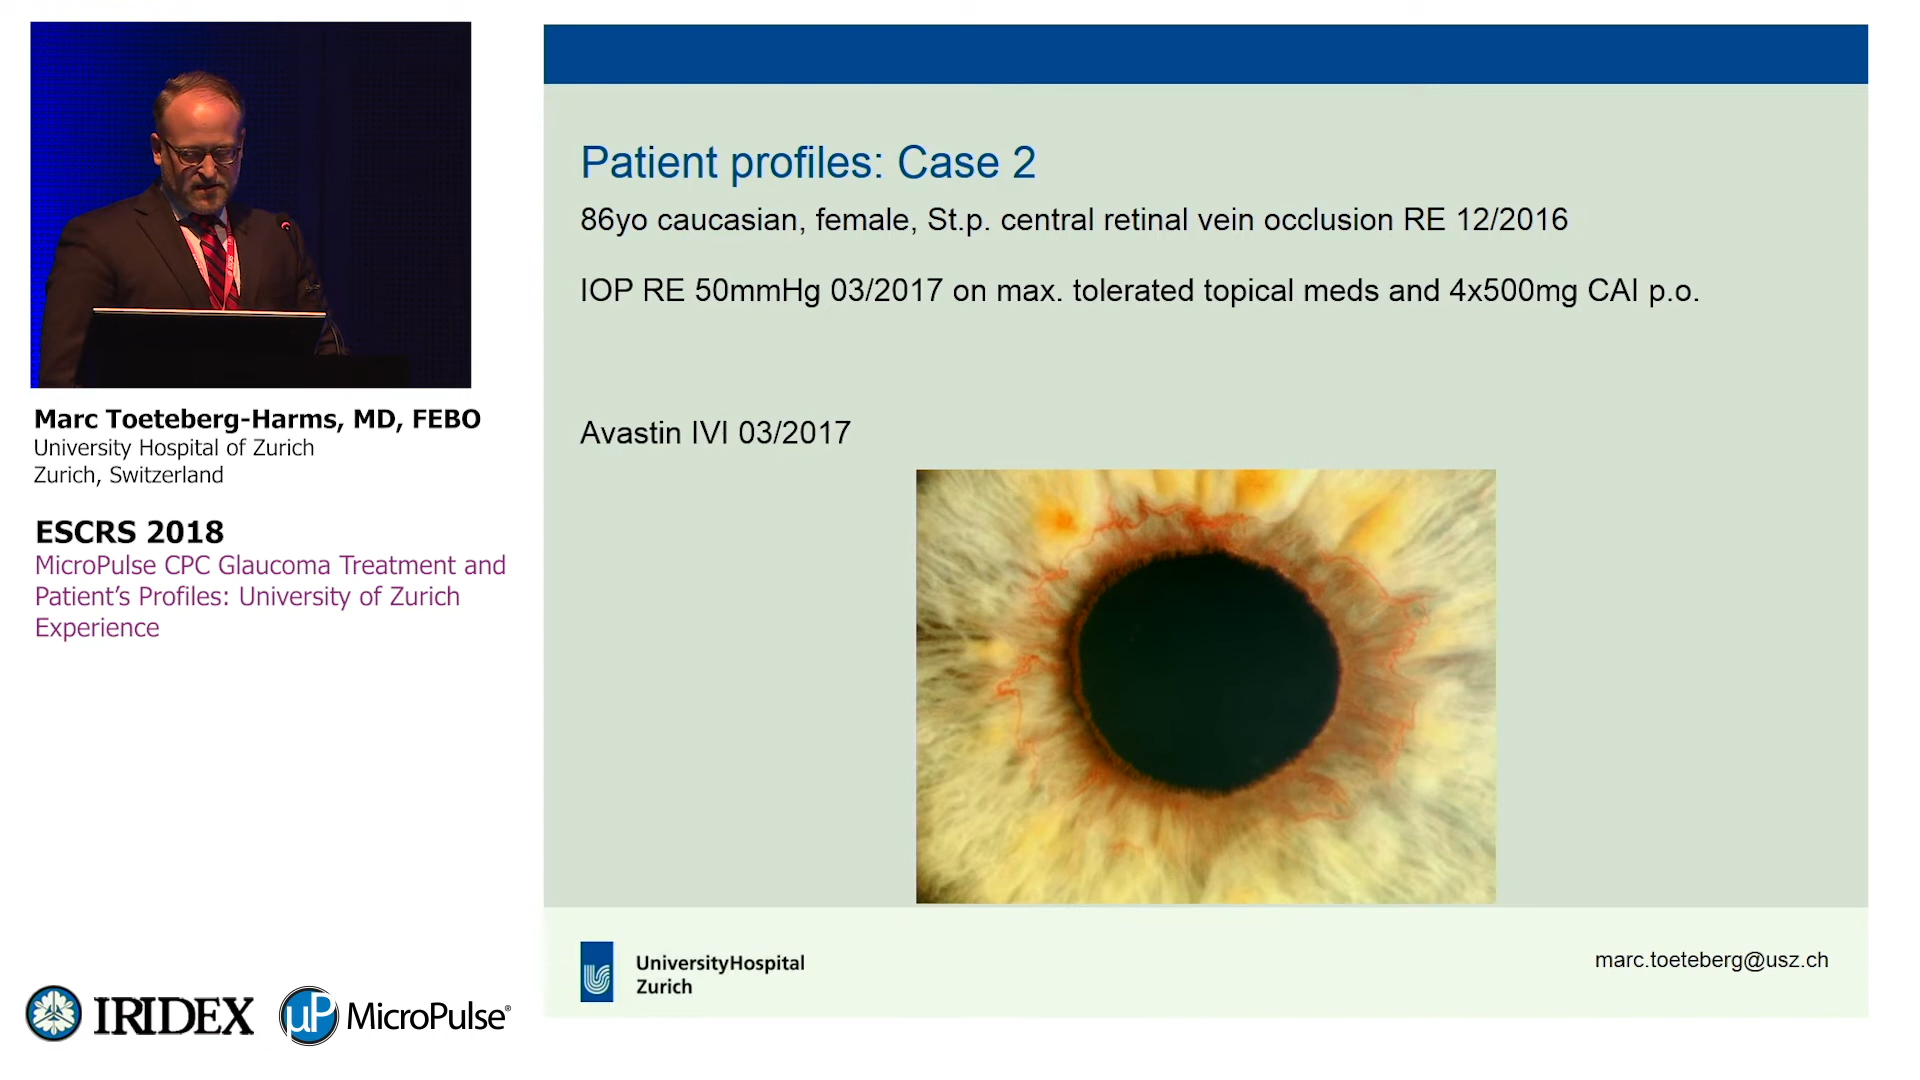 Marc Toeteberg-Harms, MD, FEBO
University Hospital of Zurich
Zurich, Switzerland
ESCRS 2018
MicroPulse CPC Glaucoma Treatment and
Patient’s Profiles: University of Zurich
Experience
IRIDEX
µP MicroPulse®
Patient profiles: Case 2
86yo caucasian, female, St.p. central retinal vein occlusion RE 12/2016
IOP RE 50mmHg 03/2017 on max. tolerated topical meds and 4x500mg CAI p.o.
Avastin IVI 03/2017
UniversityHospital
Zurich
marc.toeteberg@usz.ch